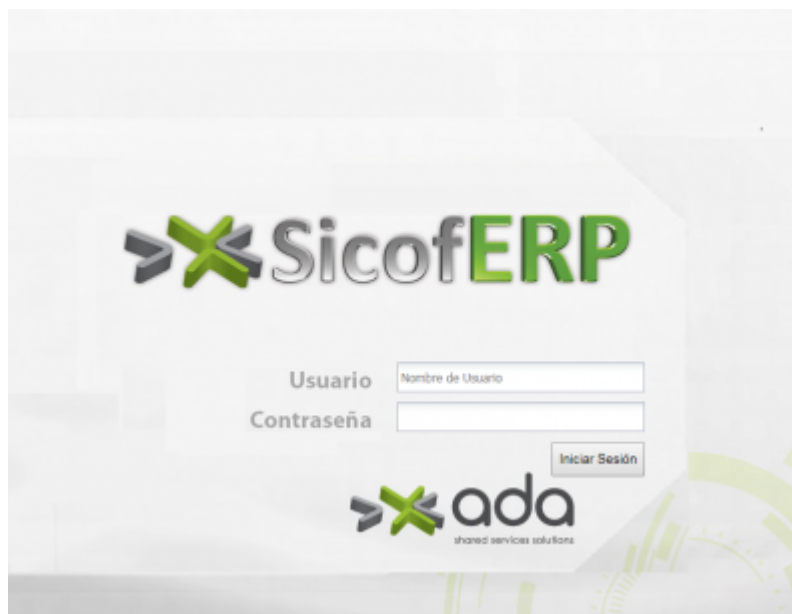 SicofERP
Usuario
Nombre de Usuario
Contraseña
Iniciar Sesión
ada
shared services solutions